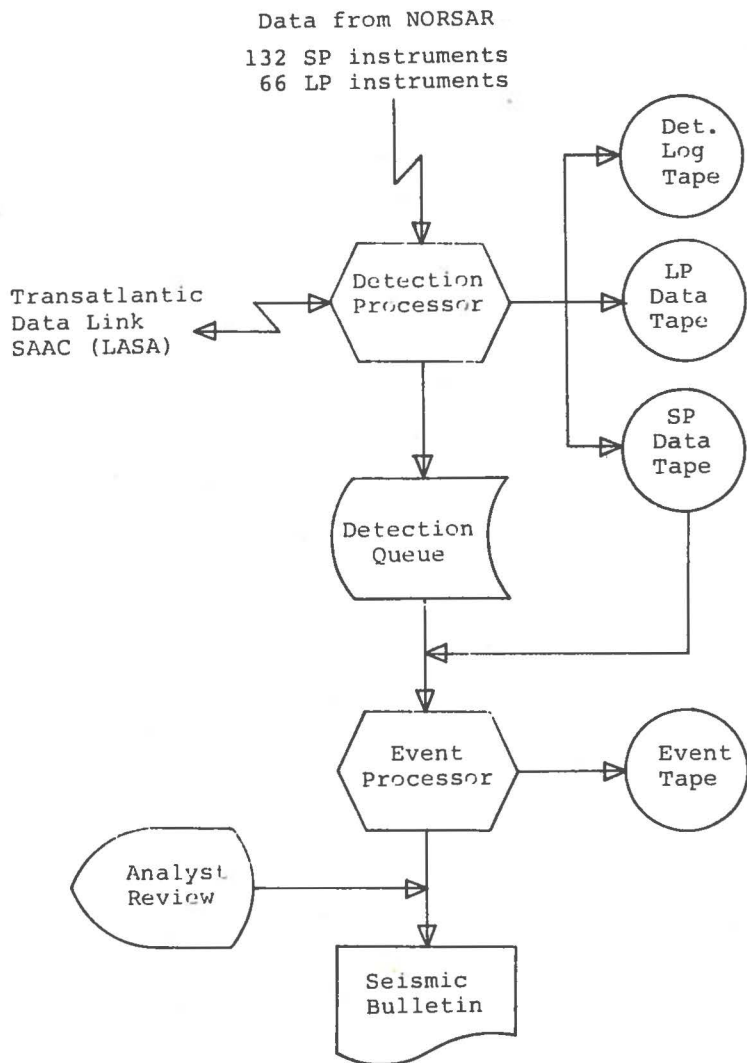 Data from NORSAR
132 SP instruments
66 LP instruments
Det.
Log
Tape
Detection
Processor
LP
Data
Tape
Transatlantic
Data Link
SAAC (LASA)
SP
Data
Tape
Detection
Queue
Event
Processor
Event
Tape
Analyst
Review
Seismic
Bulletin